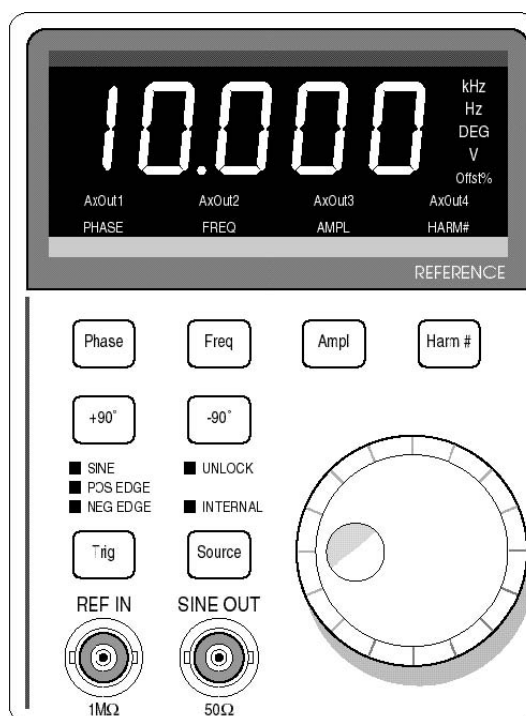 10.000
kHz
Hz
DEG
V
Offst%
AxOut1 AxOut2 AxOut3 AxOut4
PHASE FREQ AMPL HARM#
REFERENCE
Phase Freq Ampl Harm #
+90° -90°
SINE UNLOCK
POS EDGE
NEG EDGE INTERNAL
Trig Source
REF IN SINE OUT
1MΩ 50Ω